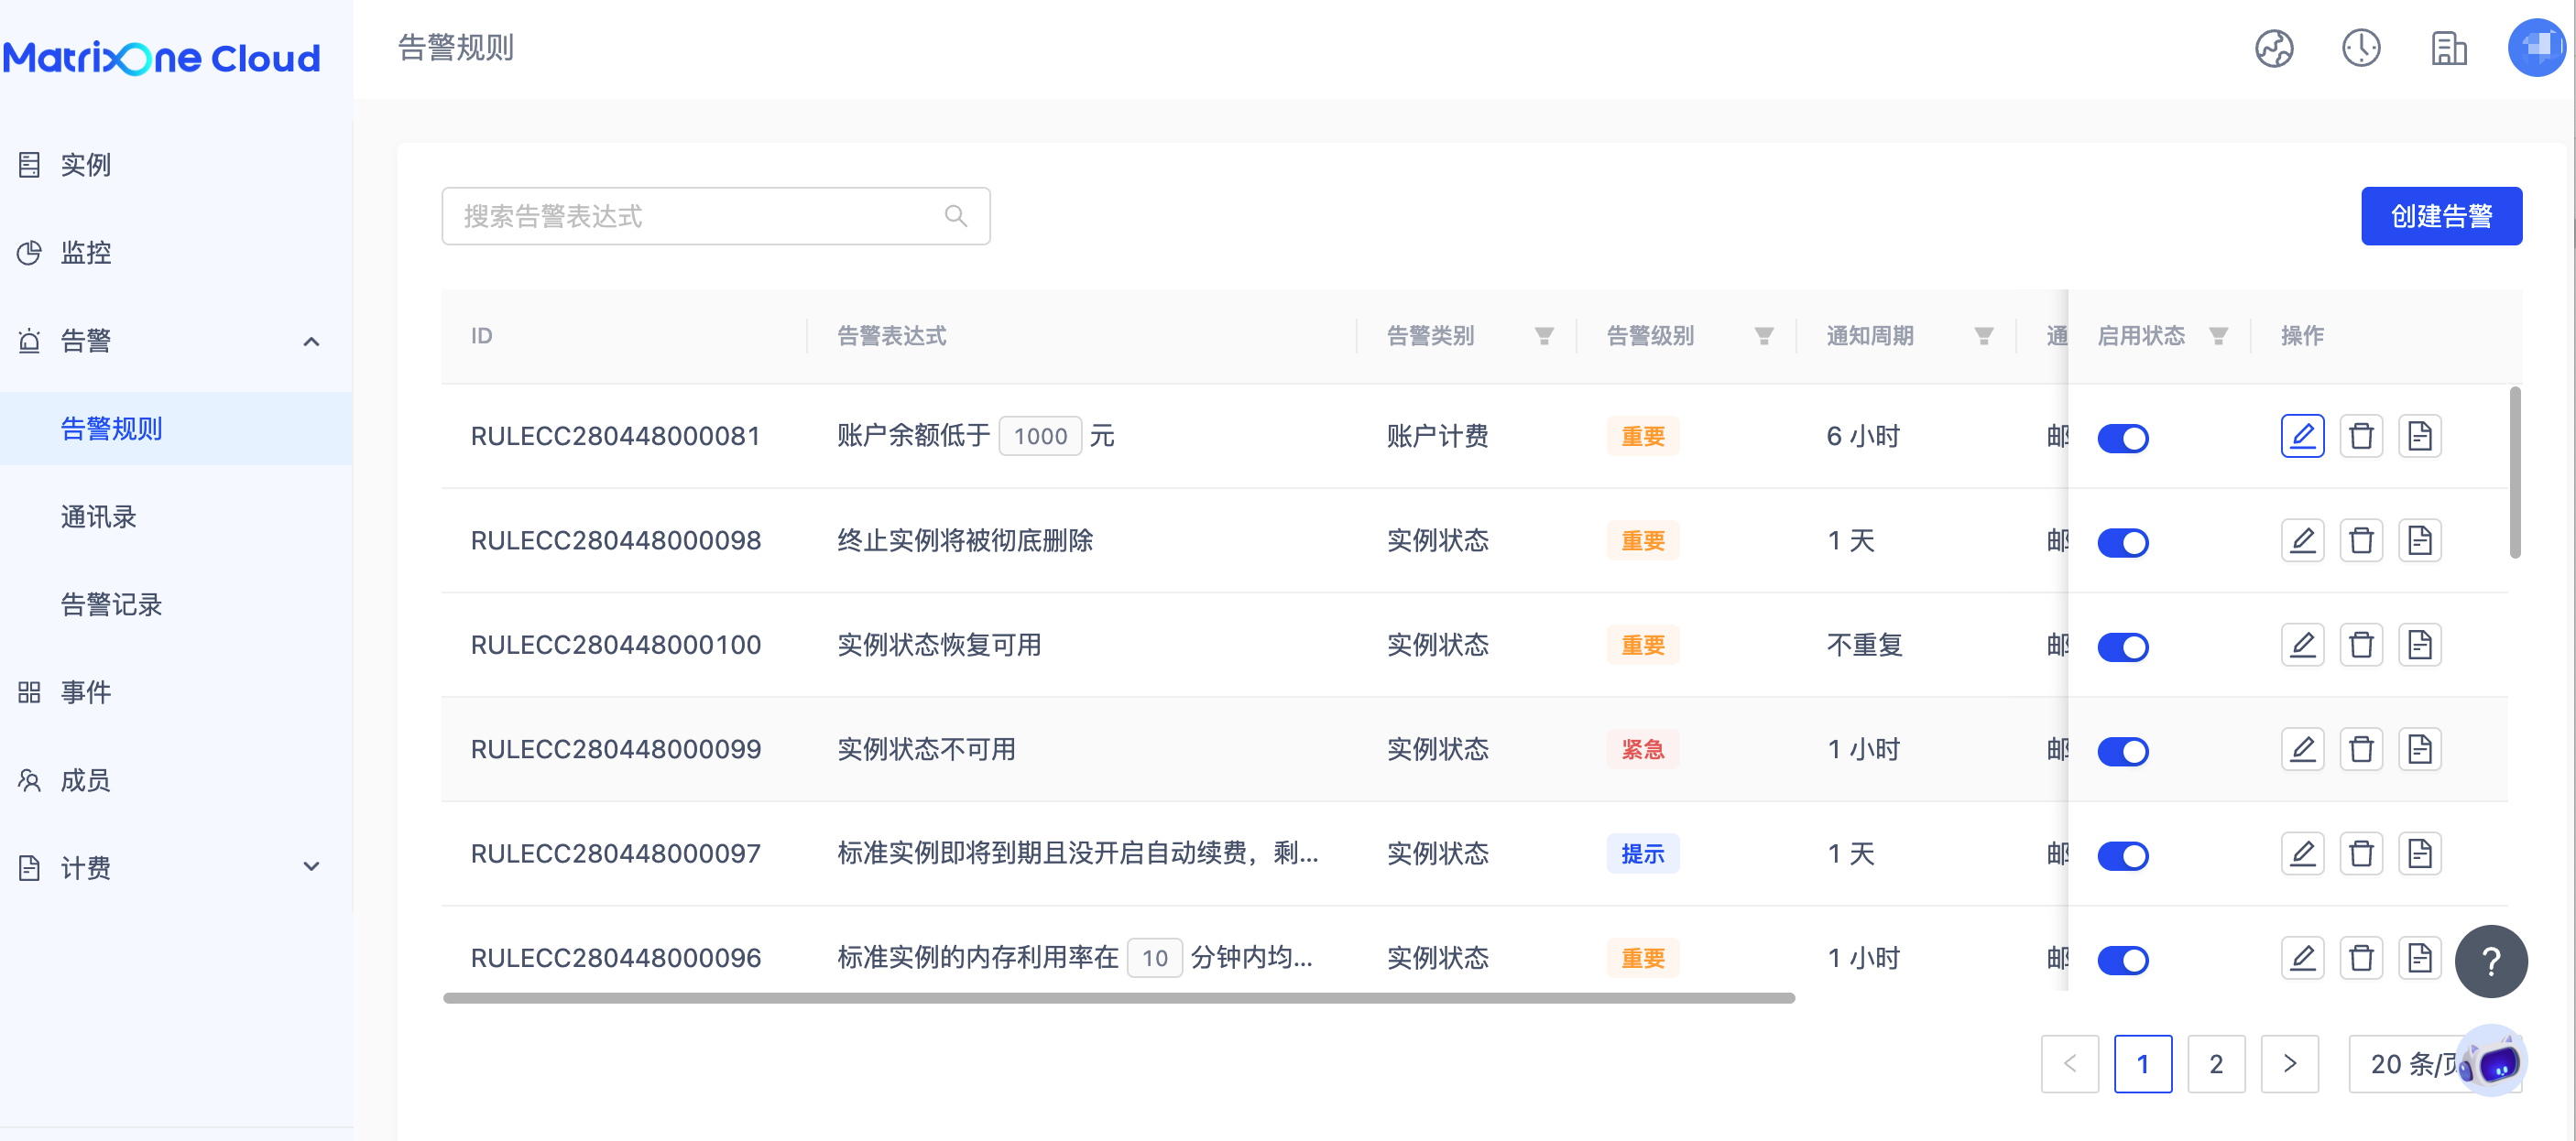 MatrixOne Cloud
实例
监控
告警
告警规则
通讯录
告警记录
事件
成员
计费
告警规则
搜索告警表达式
创建告警
ID 告警表达式 告警类别 告警级别 通知周期 通 启用状态 操作
RULECC280448000081 账户余额低于 1000 元 账户计费 重要 6 小时
RULECC280448000098 终止实例将被彻底删除 实例状态 重要 1 天
RULECC280448000100 实例状态恢复可用 实例状态 重要 不重复
RULECC280448000099 实例状态不可用 实例状态 紧急 1 小时
RULECC280448000097 标准实例即将到期且没开启自动续费，剩... 实例状态 提示 1 天
RULECC280448000096 标准实例的内存利用率在 10 分钟内均... 实例状态 重要 1 小时
?
< 1 2 > 20 条/页